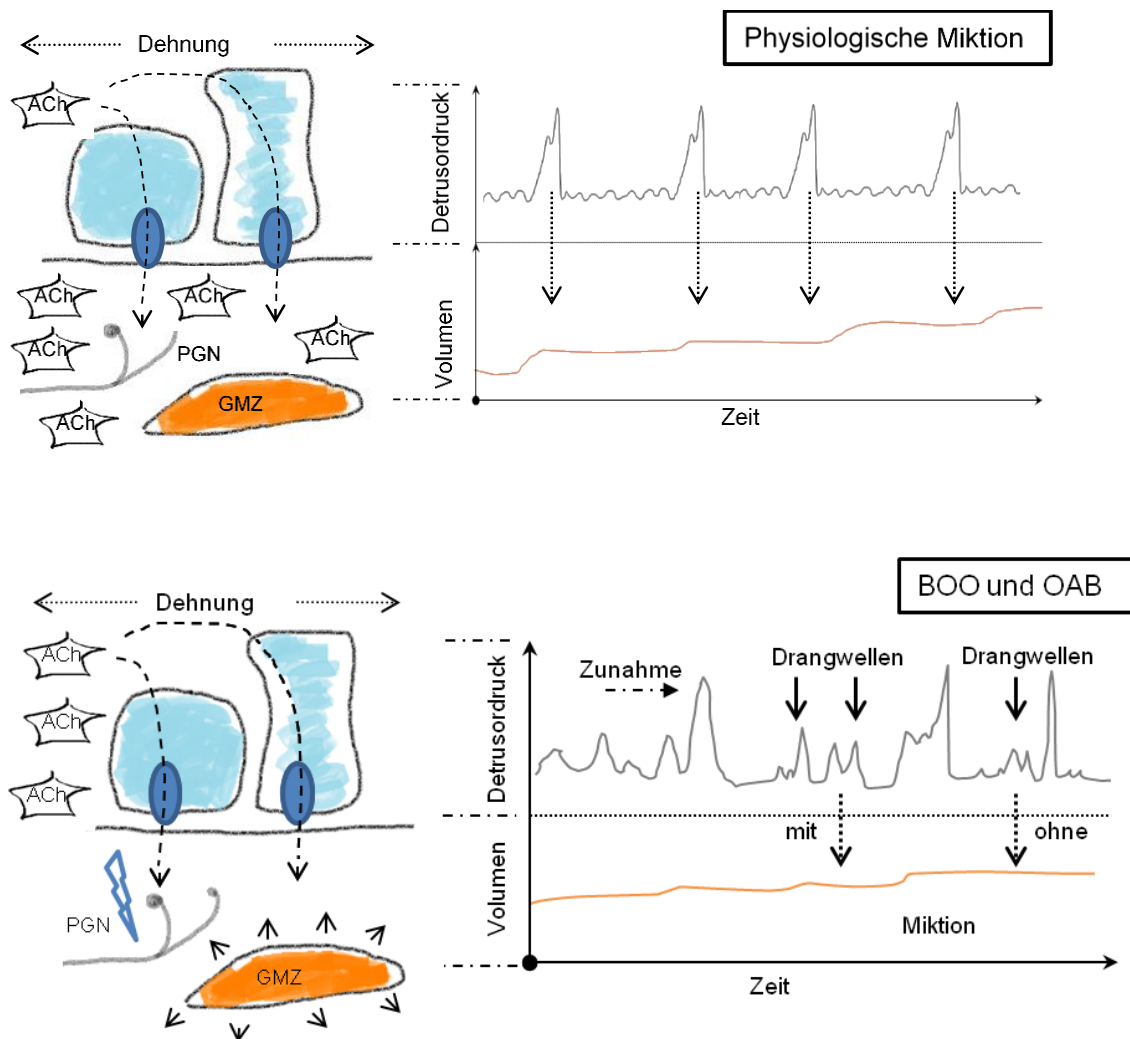 Dehnung
Physiologische Miktion
ACh
Detrusordruck
ACh
ACh
ACh
ACh
PGN
GMZ
ACh
Volumen
Zeit
BOO und OAB
Dehnung
ACh
ACh
ACh
Detrusordruck
Zunahme
Drangwellen
Drangwellen
mit
ohne
PGN
GMZ
Volumen
Miktion
Zeit